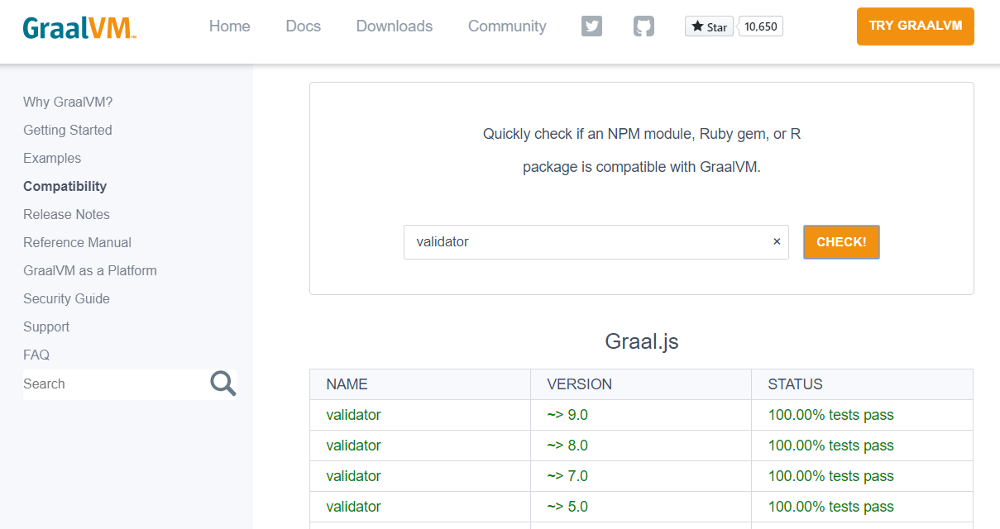 GraalVM™
Home Docs Downloads Community Star 10,650 TRY GRAALVM
Why GraalVM?
Getting Started
Examples
Compatibility
Release Notes
Reference Manual
GraalVM as a Platform
Security Guide
Support
FAQ
Search
Quickly check if an NPM module, Ruby gem, or R
package is compatible with GraalVM.
validator × CHECK!
Graal.js
NAME VERSION STATUS
validator ~> 9.0 100.00% tests pass
validator ~> 8.0 100.00% tests pass
validator ~> 7.0 100.00% tests pass
validator ~> 5.0 100.00% tests pass